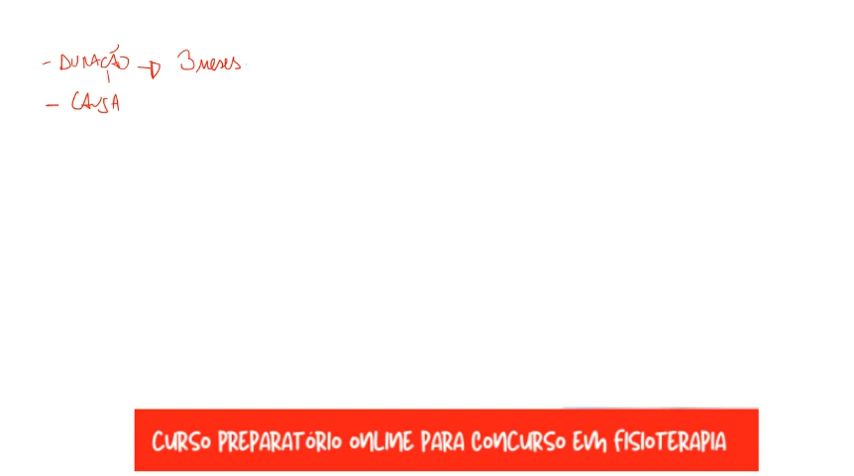 - DURAÇÃO → 3 meses
- CAUSA
CURSO PREPARATÓRIO ONLINE PARA CONCURSO EM FISIOTERAPIA